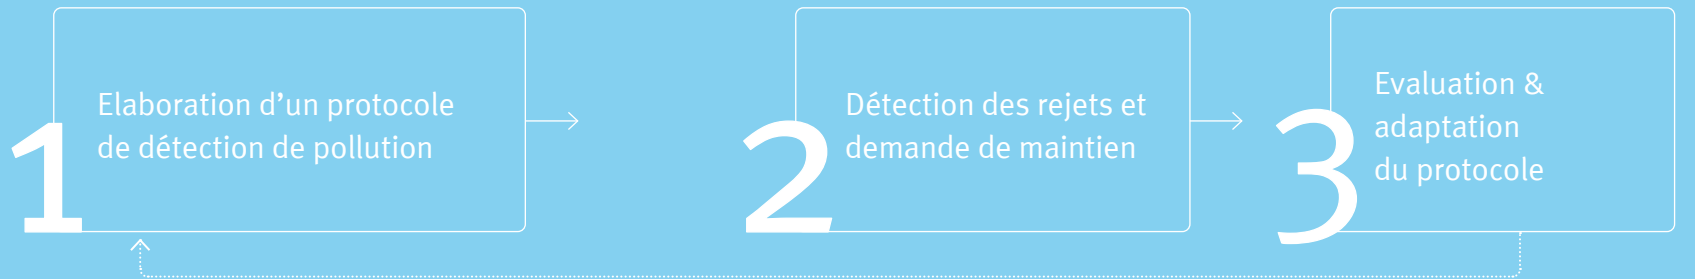 1
Elaboration d’un protocole
de détection de pollution
2
Détection des rejets et
demande de maintien
3
Evaluation &
adaptation
du protocole